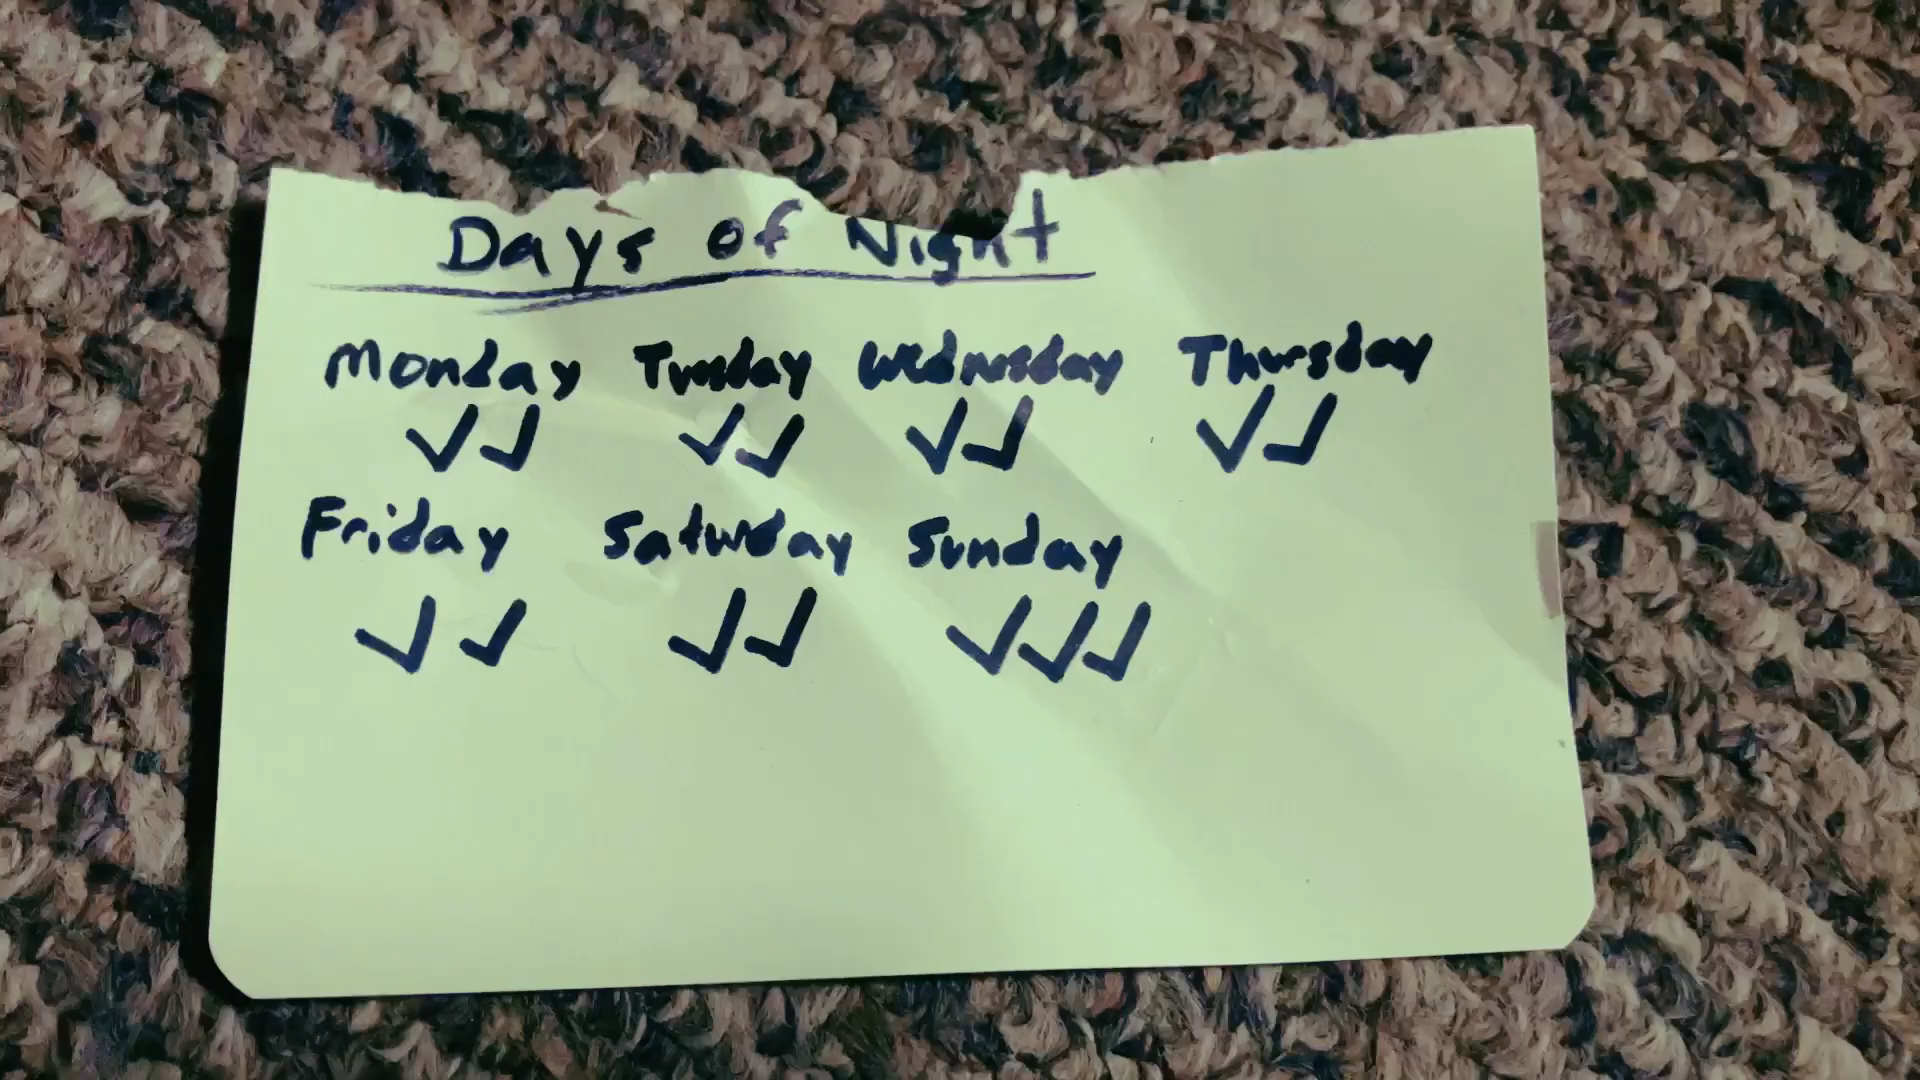 Days of Night
Monday Tuesday Wednesday Thursday
✓✓ ✓✓ ✓✓ ✓✓
Friday Saturday Sunday
✓✓ ✓✓ ✓✓✓